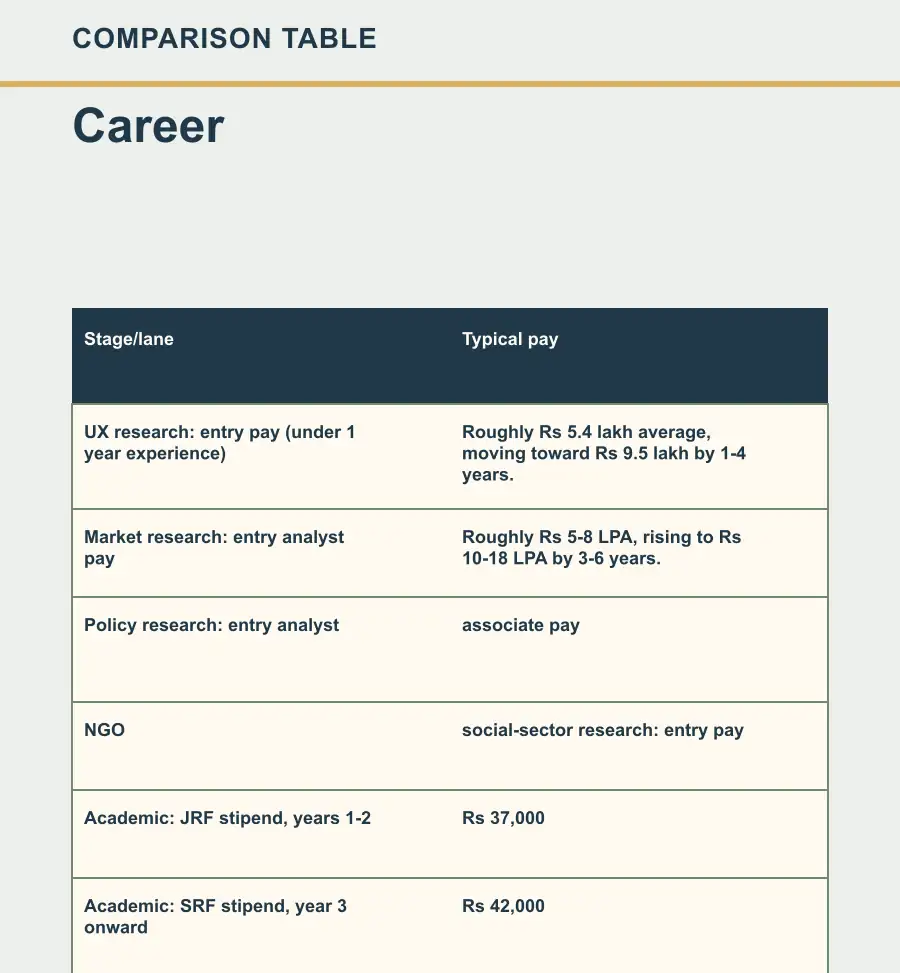 COMPARISON TABLE
Career
Stage/lane
Typical pay
UX research: entry pay (under 1
year experience)
Roughly Rs 5.4 lakh average,
moving toward Rs 9.5 lakh by 1-4
years.
Market research: entry analyst
pay
Roughly Rs 5-8 LPA, rising to Rs
10-18 LPA by 3-6 years.
Policy research: entry analyst
associate pay
NGO
social-sector research: entry pay
Academic: JRF stipend, years 1-2
Rs 37,000
Academic: SRF stipend, year 3
onward
Rs 42,000